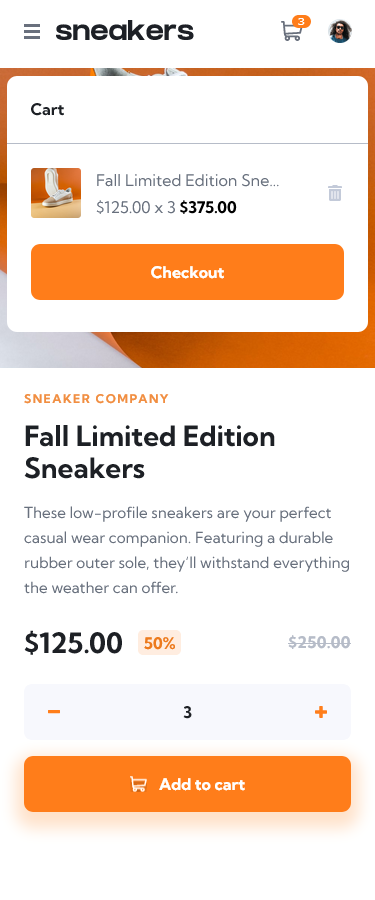 sneakers
3
Cart
Fall Limited Edition Sne...
$125.00 x 3 $375.00
Checkout
SNEAKER COMPANY
Fall Limited Edition
Sneakers
These low-profile sneakers are your perfect
casual wear companion. Featuring a durable
rubber outer sole, they’ll withstand everything
the weather can offer.
$125.00 50% $250.00
3
Add to cart